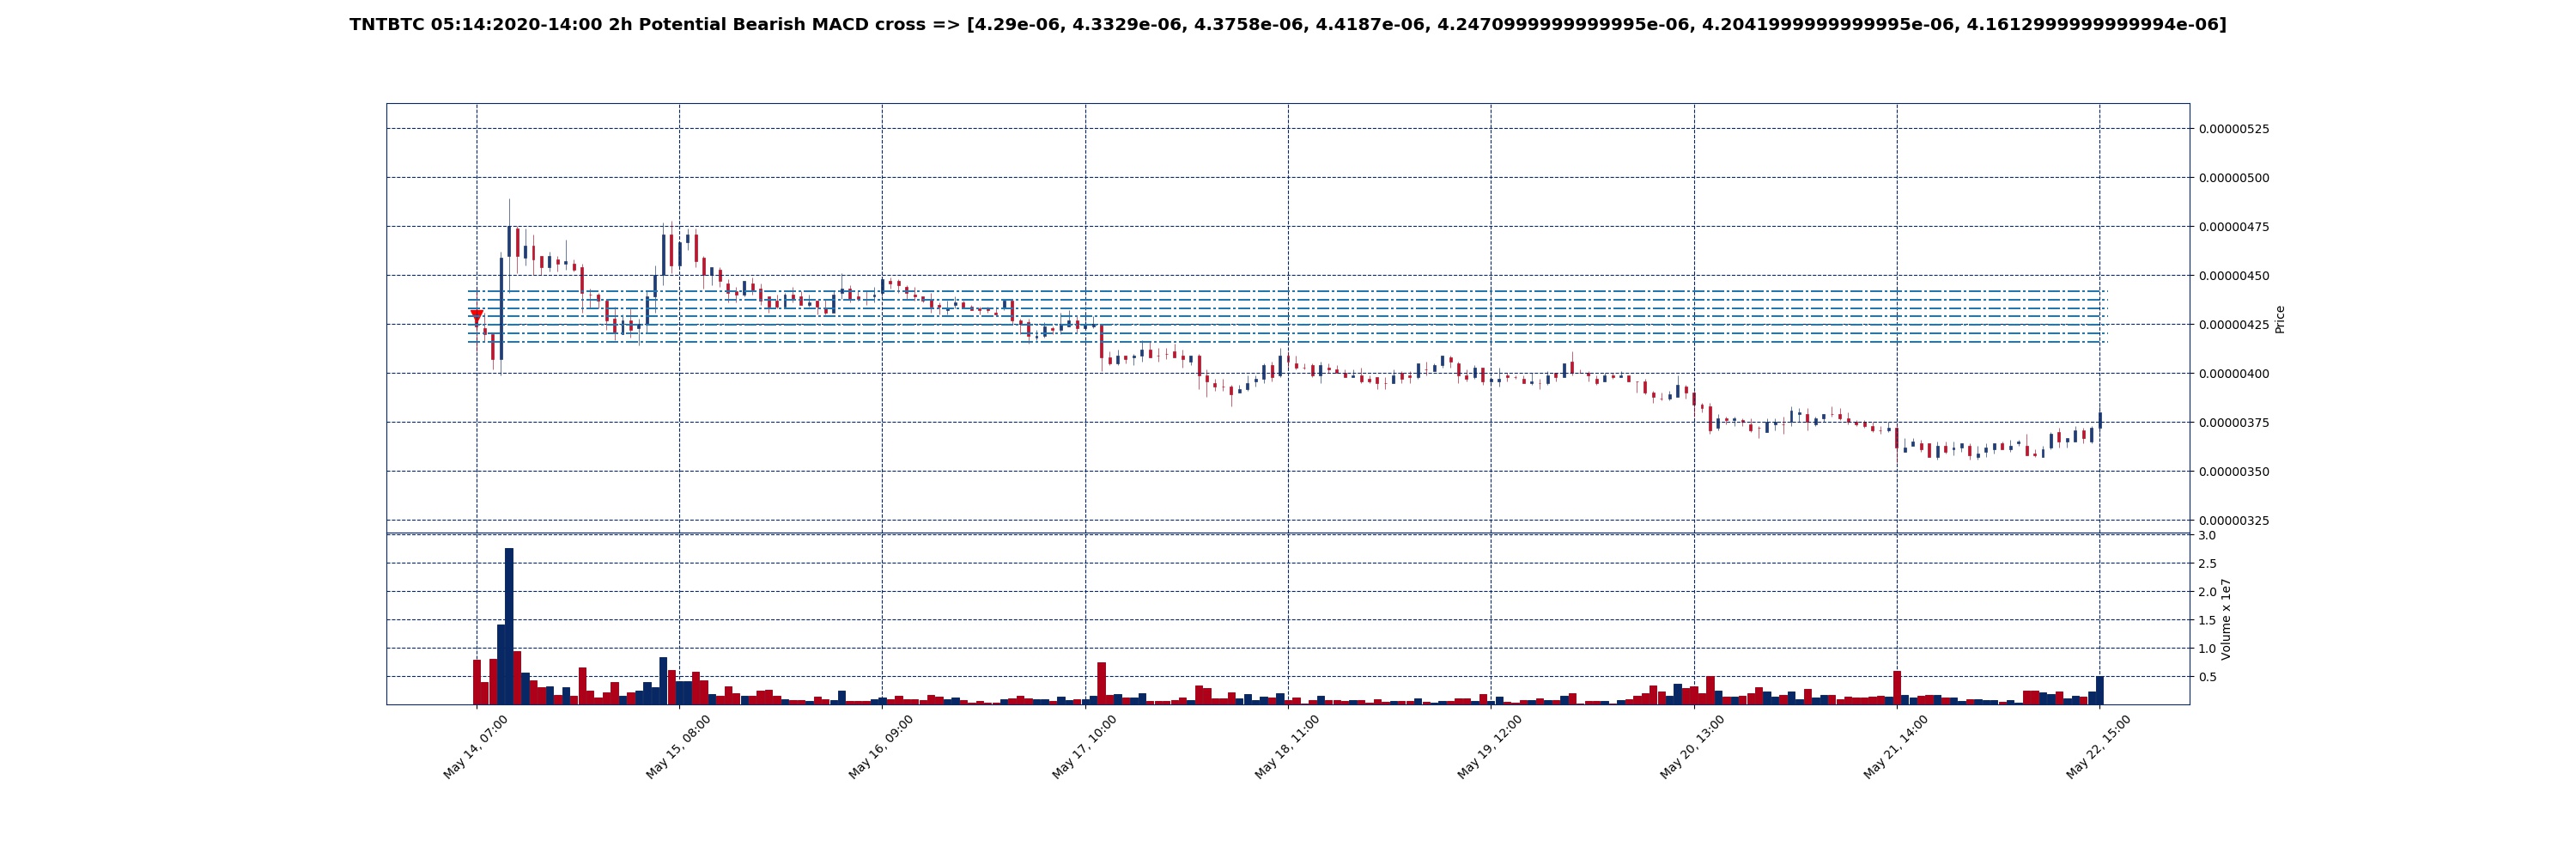 TNTBTC 05:14:2020-14:00 2h Potential Bearish MACD cross => [4.29e-06, 4.3329e-06, 4.3758e-06, 4.4187e-06, 4.2470999999999995e-06, 4.2041999999999995e-06, 4.1612999999999994e-06]
0.00000525
0.00000500
0.00000475
0.00000450
0.00000425
0.00000400
0.00000375
0.00000350
0.00000325
Price
3.0
2.5
2.0
1.5
1.0
0.5
Volume x 1e7
May 14, 07:00
May 15, 08:00
May 16, 09:00
May 17, 10:00
May 18, 11:00
May 19, 12:00
May 20, 13:00
May 21, 14:00
May 22, 15:00